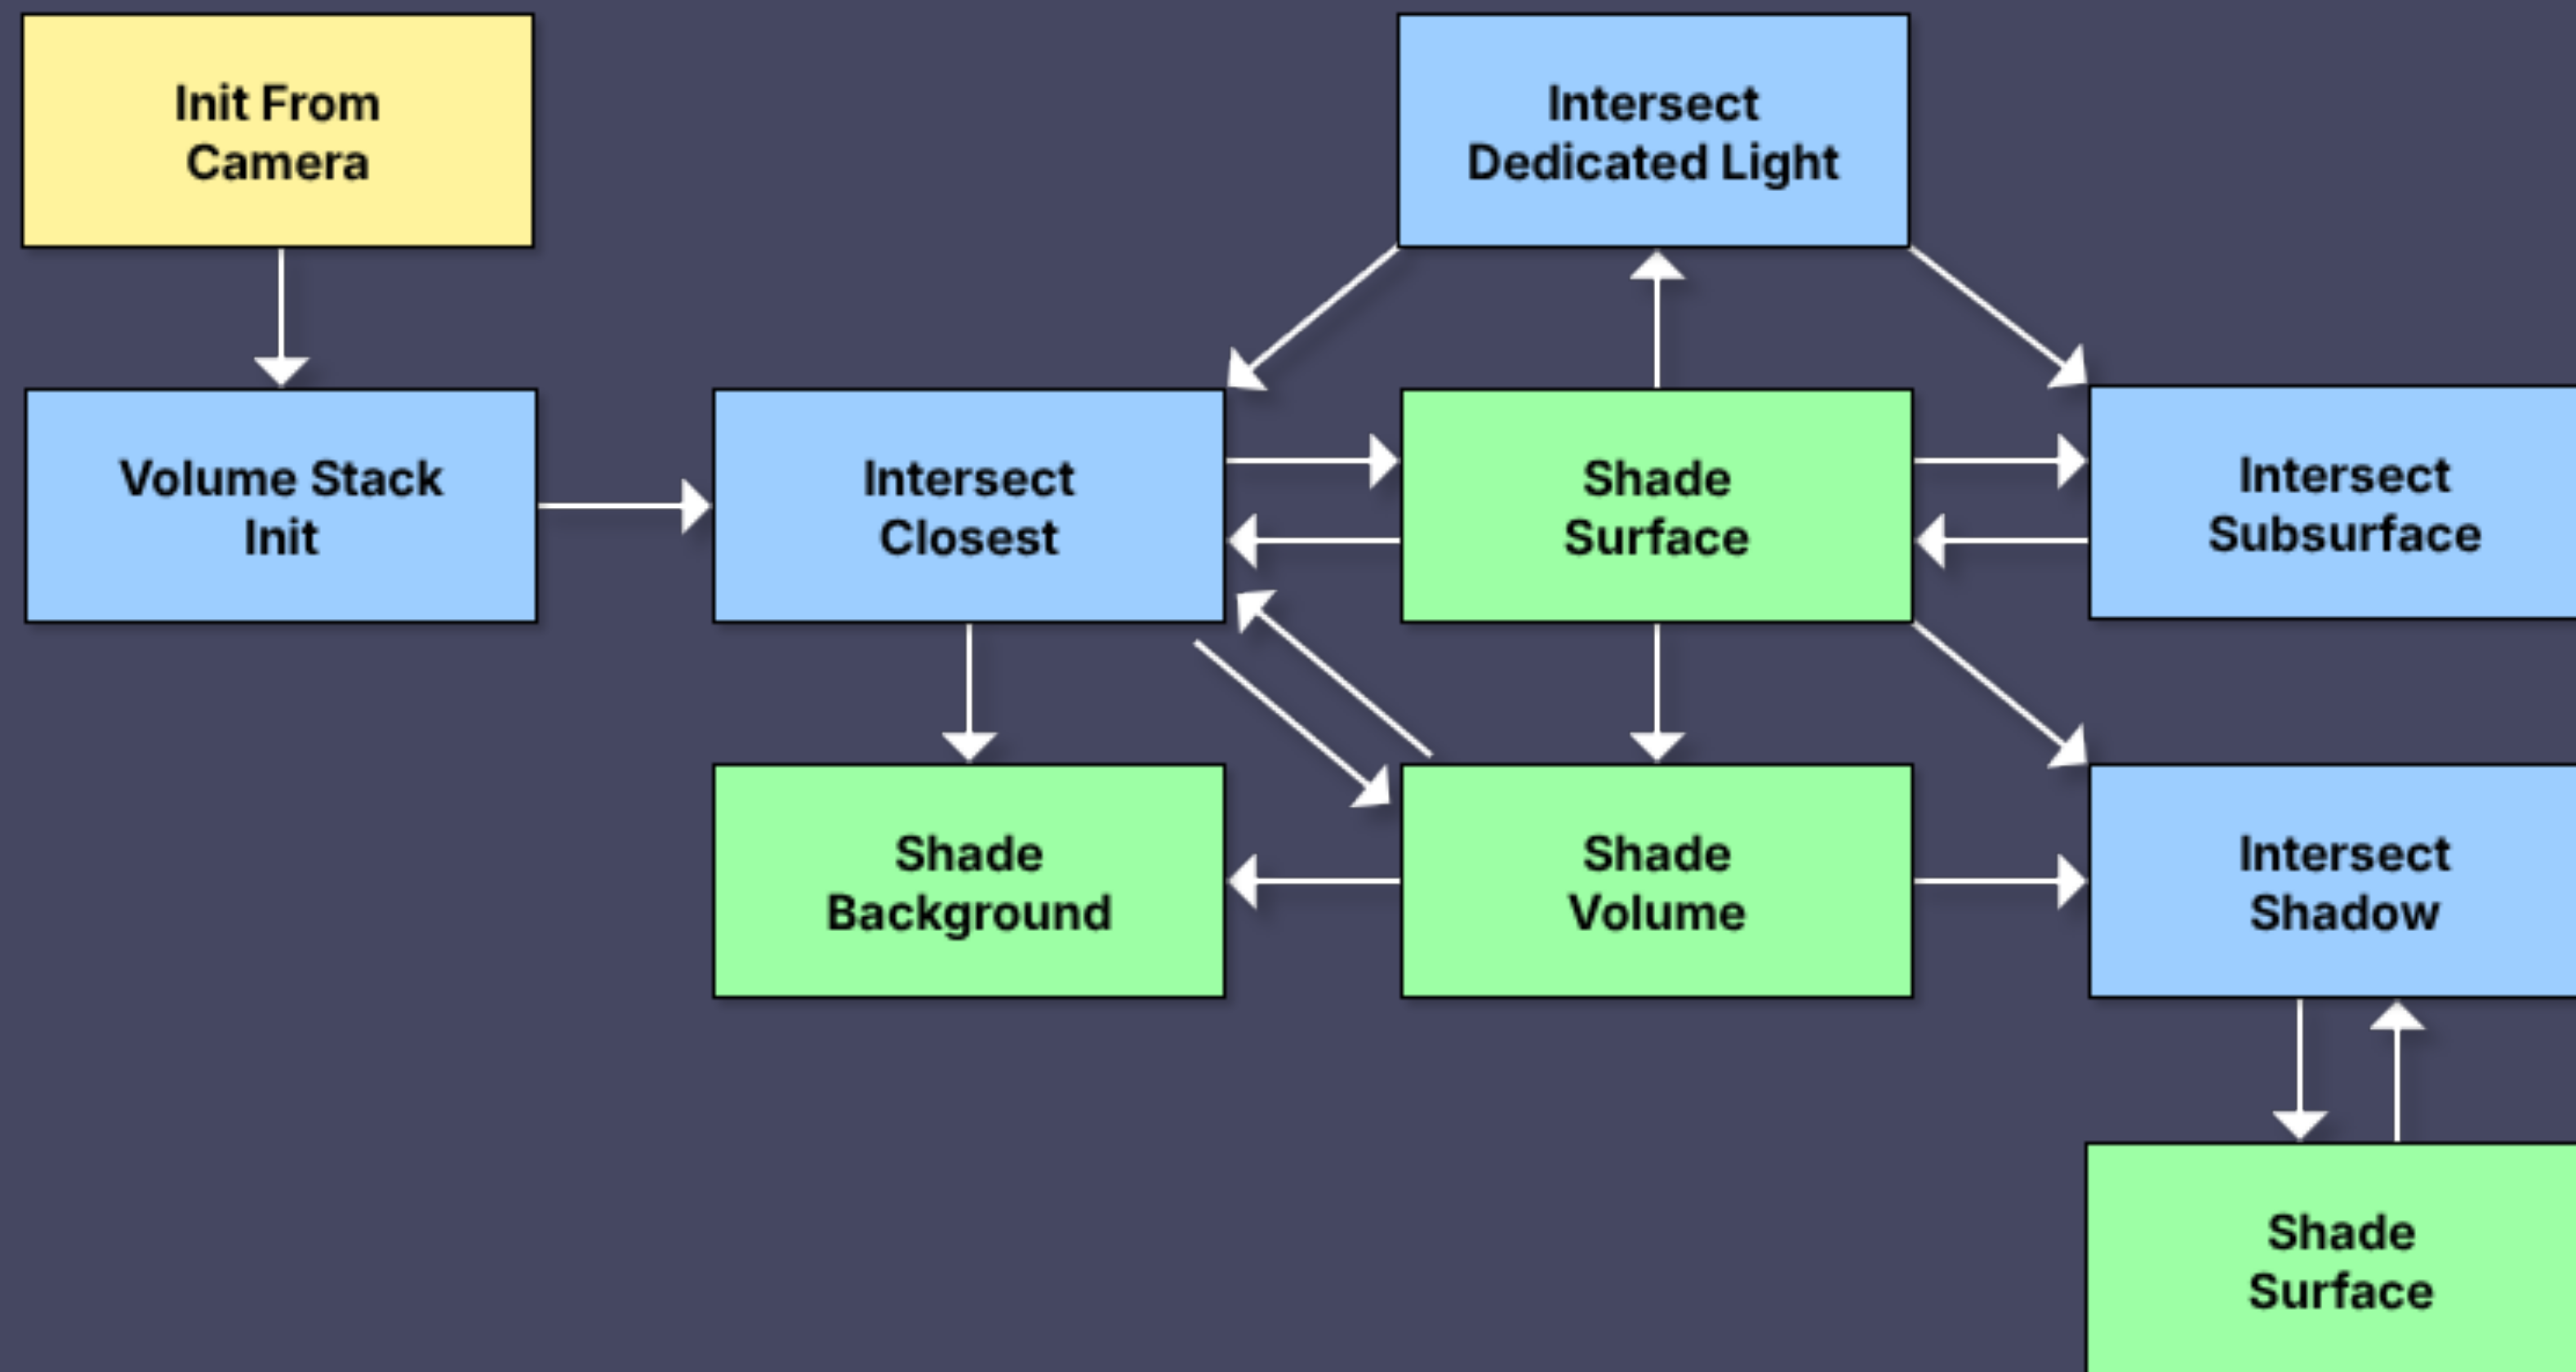 Init From
Camera
Intersect
Dedicated Light
Volume Stack
Init
Intersect
Closest
Shade
Surface
Intersect
Subsurface
Shade
Background
Shade
Volume
Intersect
Shadow
Shade
Surface